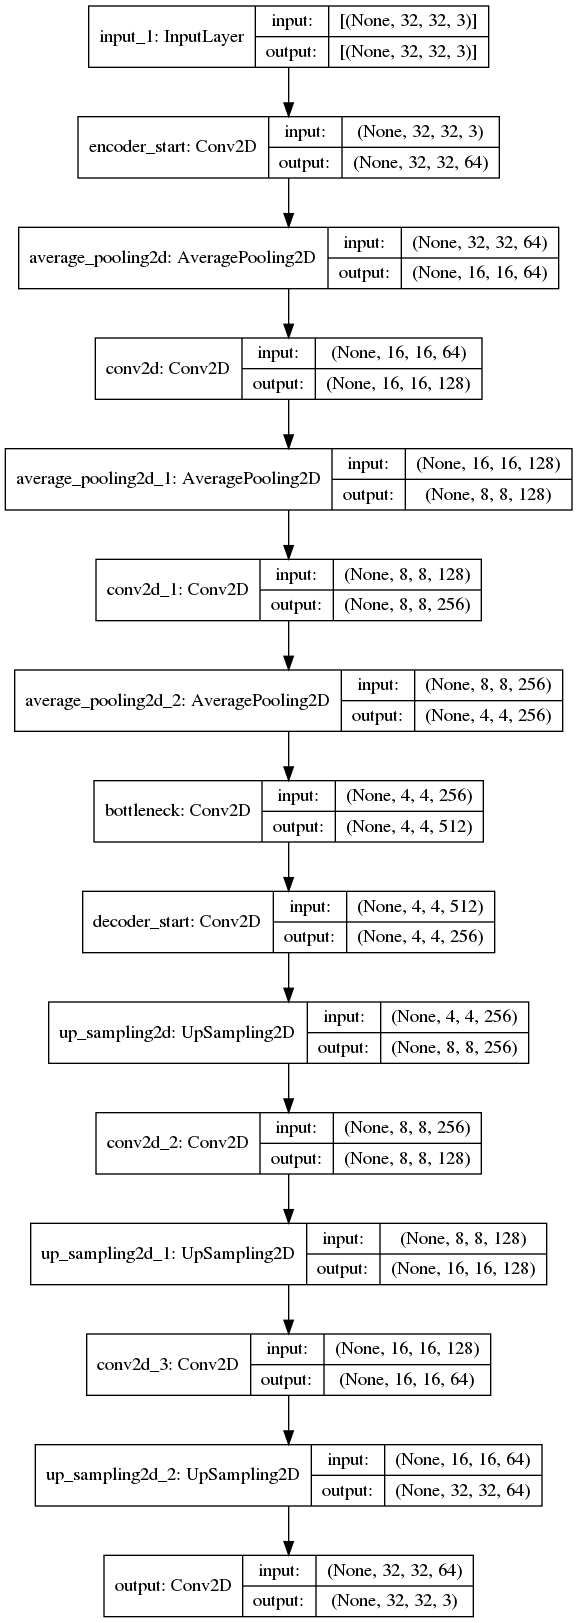 input_1: InputLayer
input: [(None, 32, 32, 3)]
output: [(None, 32, 32, 3)]
encoder_start: Conv2D
input: (None, 32, 32, 3)
output: (None, 32, 32, 64)
average_pooling2d: AveragePooling2D
input: (None, 32, 32, 64)
output: (None, 16, 16, 64)
conv2d: Conv2D
input: (None, 16, 16, 64)
output: (None, 16, 16, 128)
average_pooling2d_1: AveragePooling2D
input: (None, 16, 16, 128)
output: (None, 8, 8, 128)
conv2d_1: Conv2D
input: (None, 8, 8, 128)
output: (None, 8, 8, 256)
average_pooling2d_2: AveragePooling2D
input: (None, 8, 8, 256)
output: (None, 4, 4, 256)
bottleneck: Conv2D
input: (None, 4, 4, 256)
output: (None, 4, 4, 512)
decoder_start: Conv2D
input: (None, 4, 4, 512)
output: (None, 4, 4, 256)
up_sampling2d: UpSampling2D
input: (None, 4, 4, 256)
output: (None, 8, 8, 256)
conv2d_2: Conv2D
input: (None, 8, 8, 256)
output: (None, 8, 8, 128)
up_sampling2d_1: UpSampling2D
input: (None, 8, 8, 128)
output: (None, 16, 16, 128)
conv2d_3: Conv2D
input: (None, 16, 16, 128)
output: (None, 16, 16, 64)
up_sampling2d_2: UpSampling2D
input: (None, 16, 16, 64)
output: (None, 32, 32, 64)
output: Conv2D
input: (None, 32, 32, 64)
output: (None, 32, 32, 3)